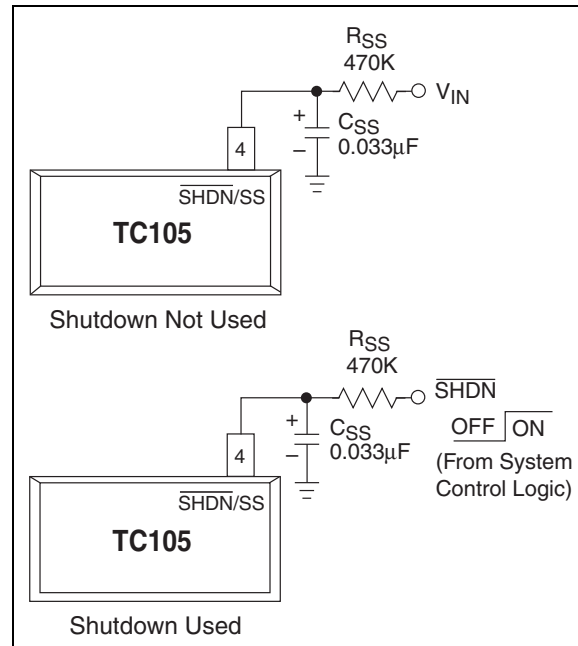 RSS
470K
VIN
+
CSS
–
0.033µF
4
SHDN/SS
TC105
Shutdown Not Used
RSS
470K
SHDN
+
CSS
OFF ON
–
0.033µF
(From System
Control Logic)
4
SHDN/SS
TC105
Shutdown Used